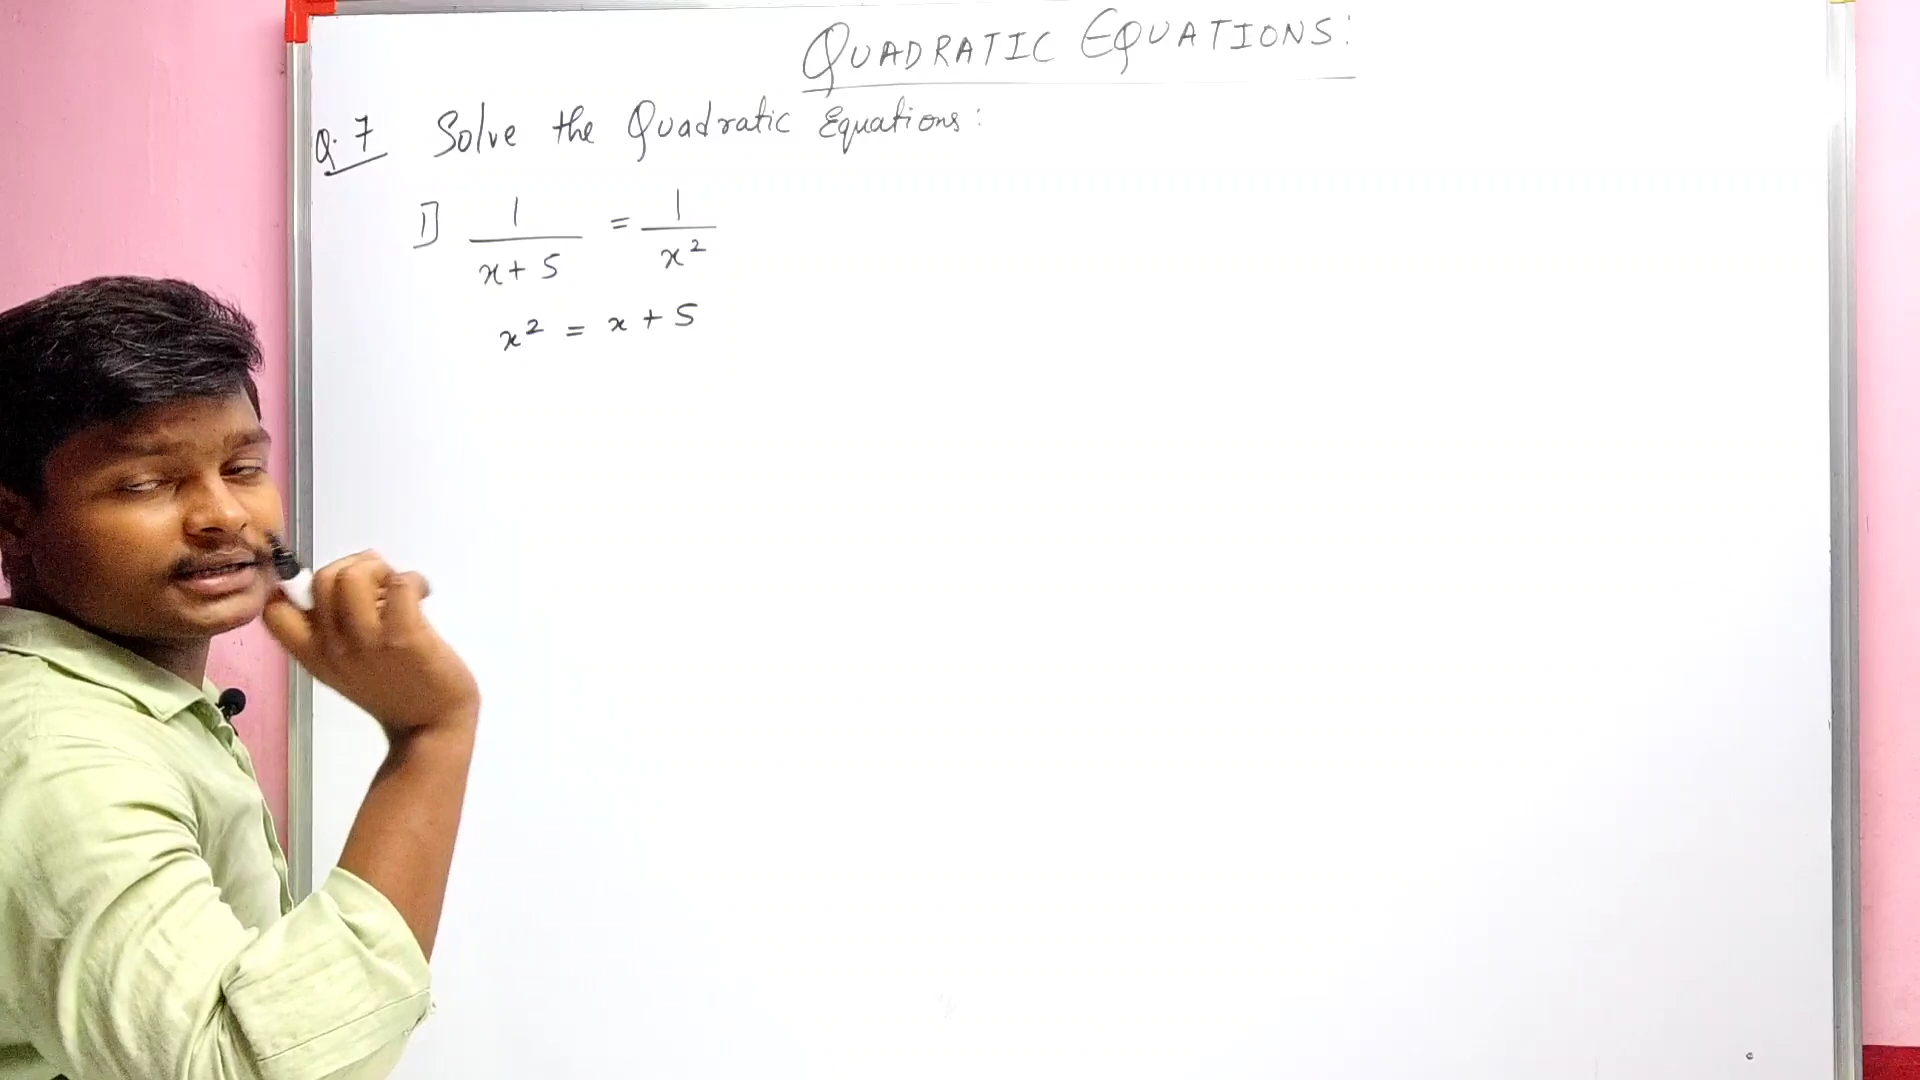 QUADRATIC EQUATIONS:
Q.7 Solve the Quadratic Equations:
1] 1/(x+5) = 1/x²
x² = x + 5